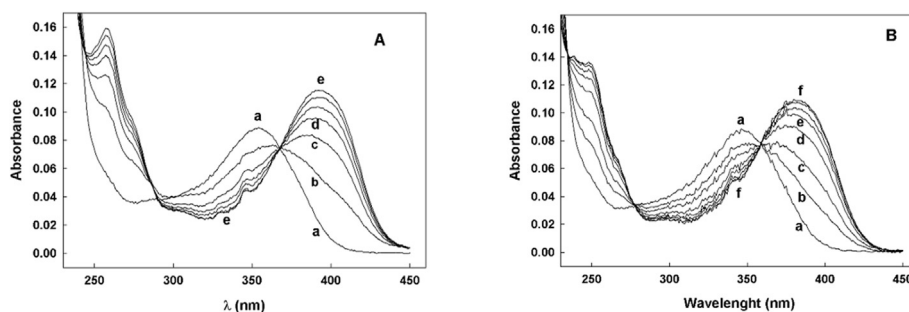 A
0.16
0.14
0.12
0.10
0.08
0.06
0.04
0.02
0.00
Absorbance
a
e
d
c
b
e
a
250 300 350 400 450
λ (nm)
B
0.16
0.14
0.12
0.10
0.08
0.06
0.04
0.02
0.00
Absorbance
a
f
e
d
c
b
f
a
250 300 350 400 450
Wavelenght (nm)